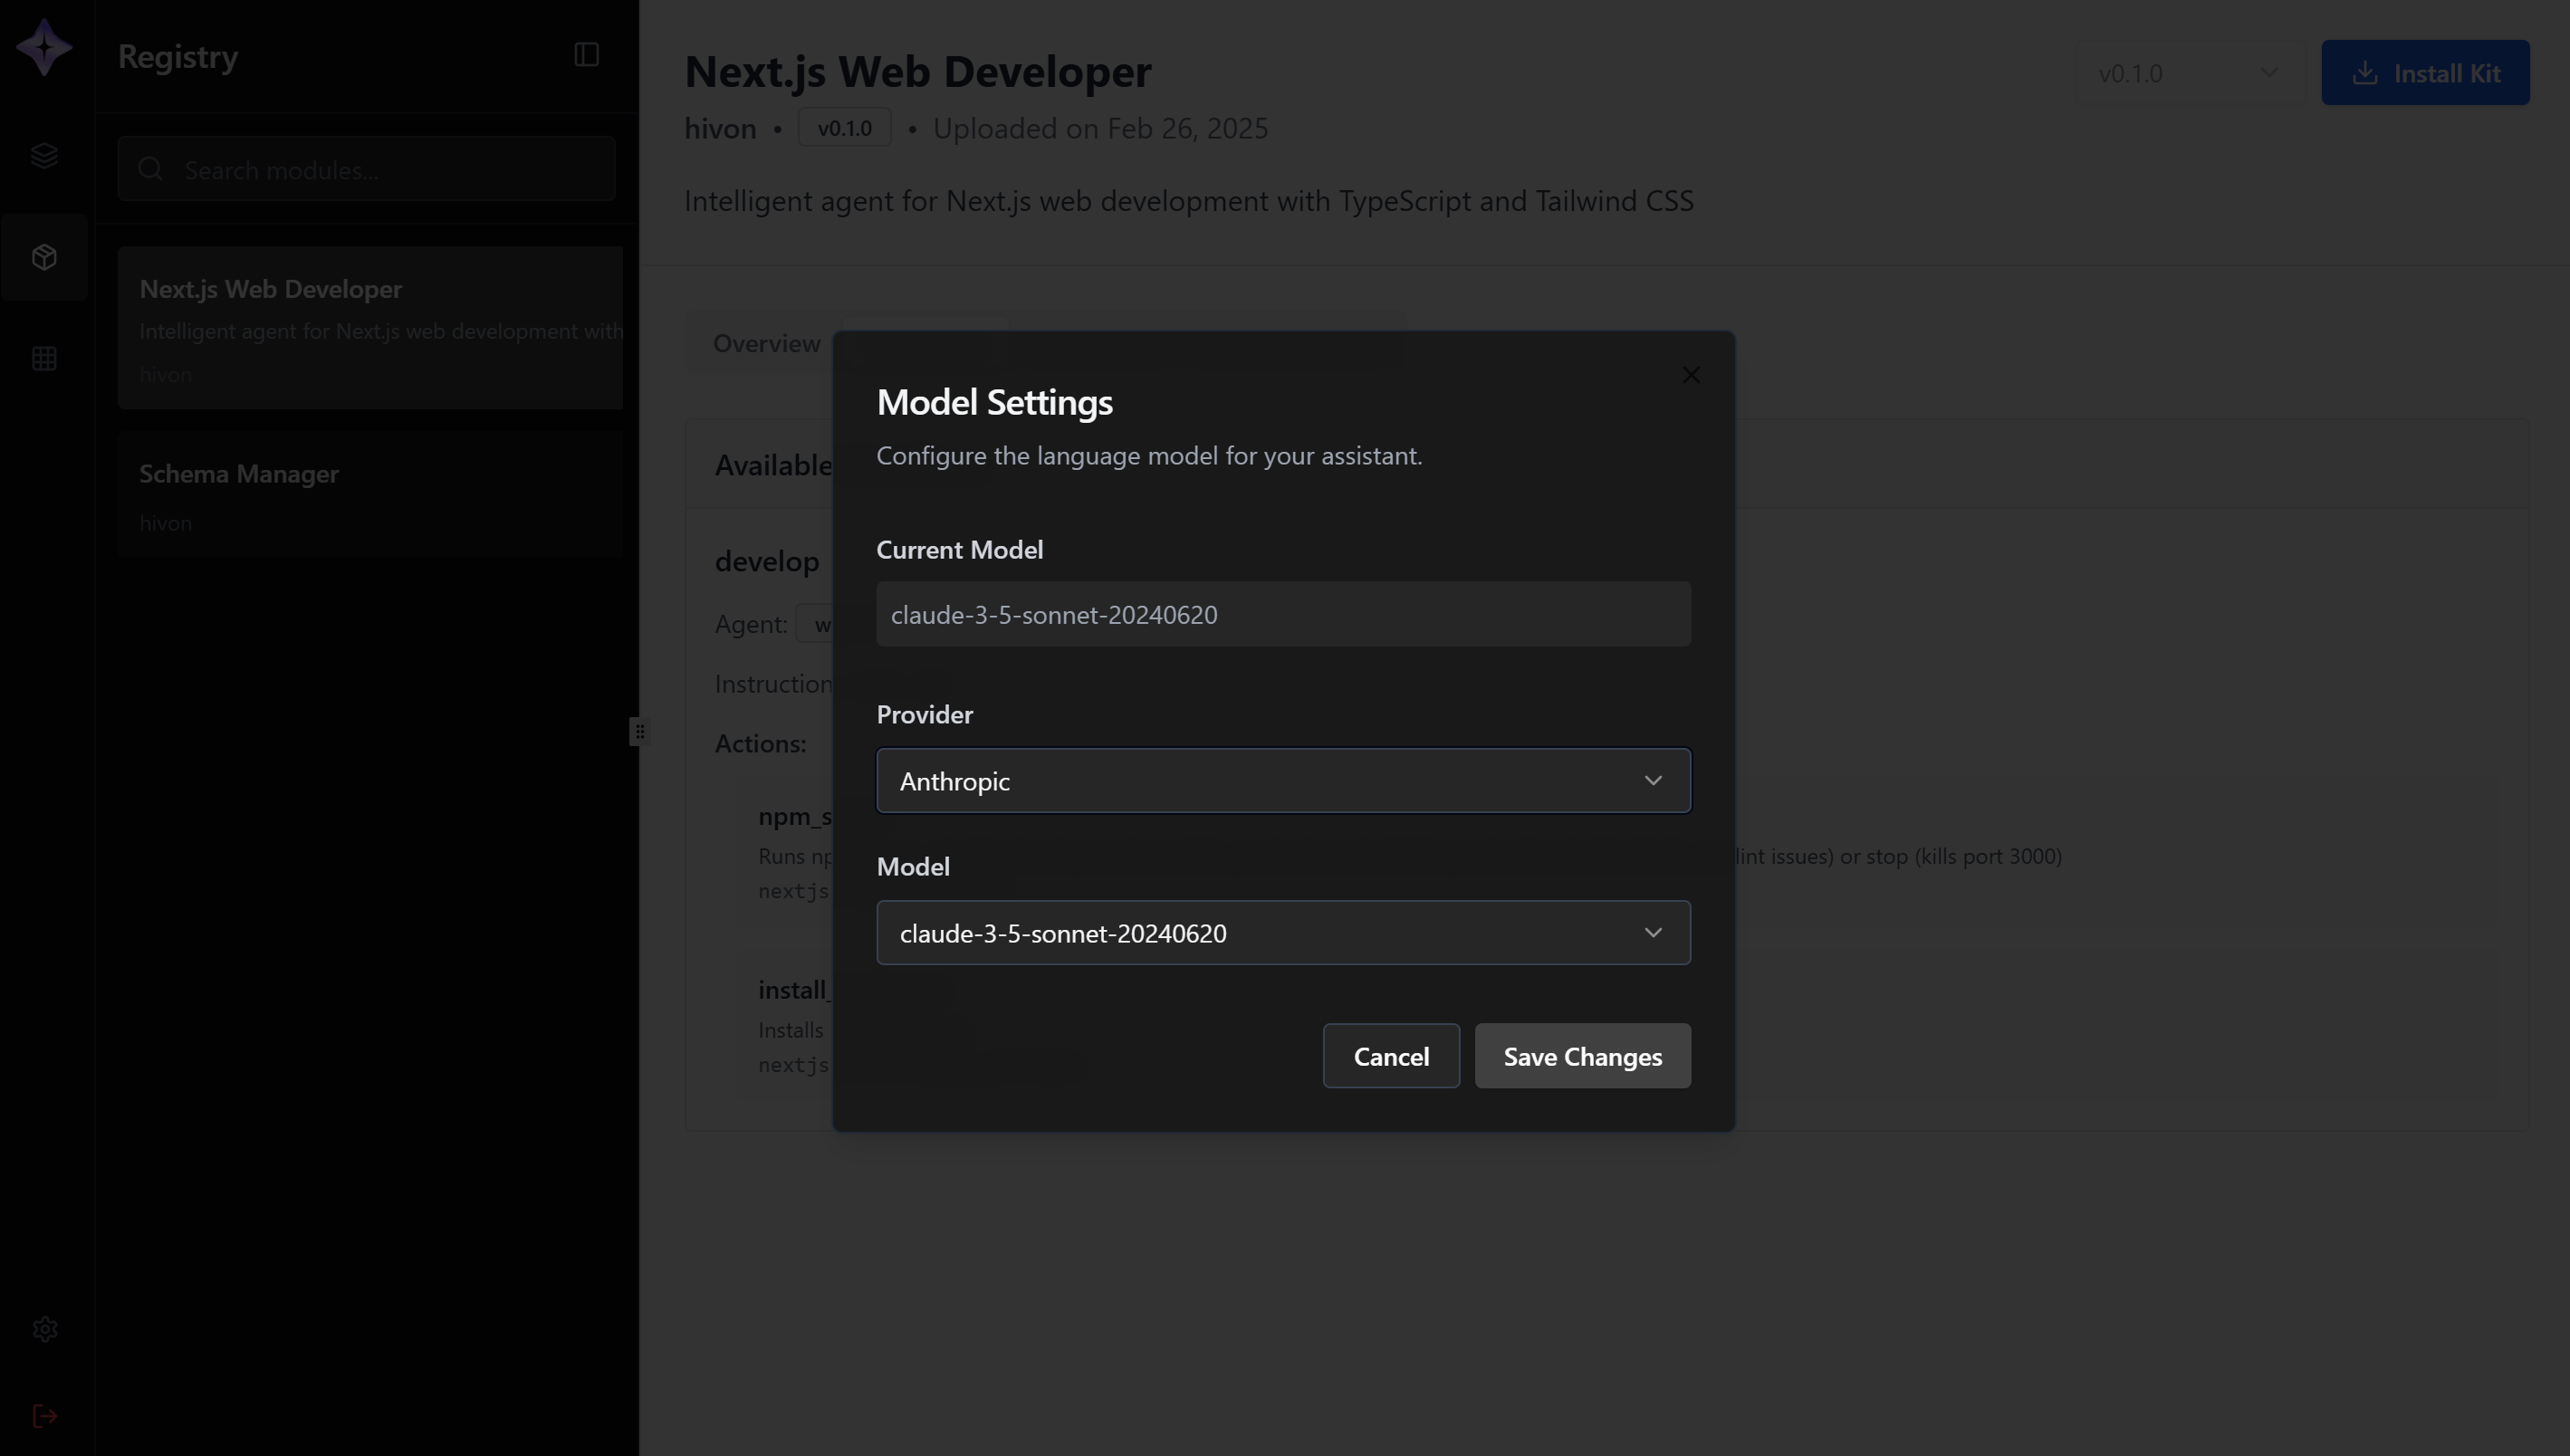 Registry
Search modules...
Next.js Web Developer
Intelligent agent for Next.js web development with
hivon
Schema Manager
hivon
Next.js Web Developer
hivon • v0.1.0 • Uploaded on Feb 26, 2025
Intelligent agent for Next.js web development with TypeScript and Tailwind CSS
v0.1.0
Install Kit
Overview
Available
develop
Agent: w
Instruction
Actions:
npm_s
Runs np
lint issues) or stop (kills port 3000)
nextjs
install_
Installs
nextjs
Model Settings
Configure the language model for your assistant.
Current Model
claude-3-5-sonnet-20240620
Provider
Anthropic
Model
claude-3-5-sonnet-20240620
Cancel
Save Changes